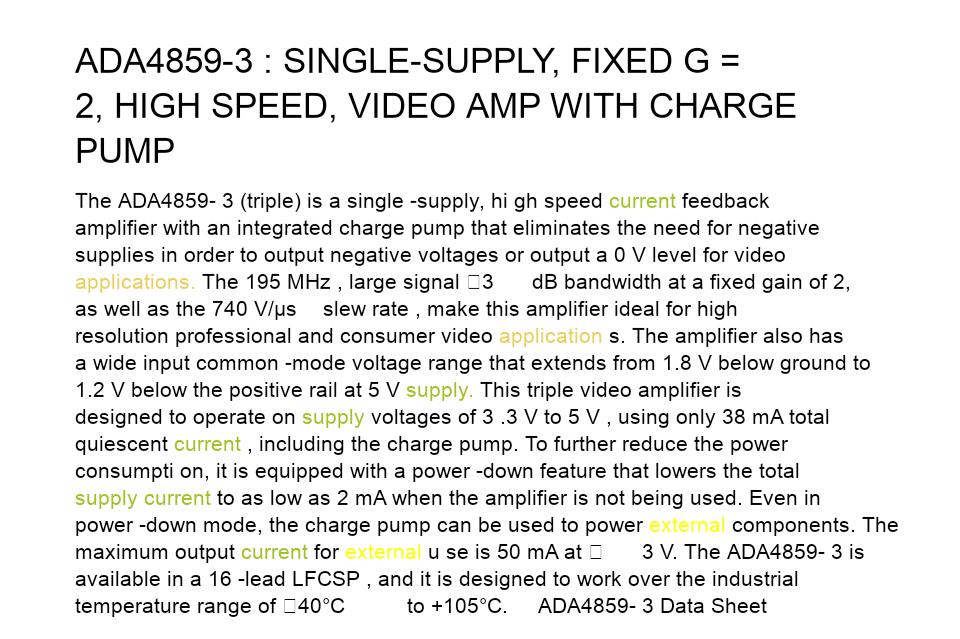 ADA4859-3 : SINGLE-SUPPLY, FIXED G =
2, HIGH SPEED, VIDEO AMP WITH CHARGE
PUMP
The ADA4859- 3 (triple) is a single -supply, hi gh speed current feedback
amplifier with an integrated charge pump that eliminates the need for negative
supplies in order to output negative voltages or output a 0 V level for video
applications. The 195 MHz , large signal □3 dB bandwidth at a fixed gain of 2,
as well as the 740 V/μs slew rate , make this amplifier ideal for high
resolution professional and consumer video application s. The amplifier also has
a wide input common -mode voltage range that extends from 1.8 V below ground to
1.2 V below the positive rail at 5 V supply. This triple video amplifier is
designed to operate on supply voltages of 3 .3 V to 5 V , using only 38 mA total
quiescent current , including the charge pump. To further reduce the power
consumpti on, it is equipped with a power -down feature that lowers the total
supply current to as low as 2 mA when the amplifier is not being used. Even in
power -down mode, the charge pump can be used to power external components. The
maximum output current for external u se is 50 mA at □ 3 V. The ADA4859- 3 is
available in a 16 -lead LFCSP , and it is designed to work over the industrial
temperature range of □40°C to +105°C. ADA4859- 3 Data Sheet